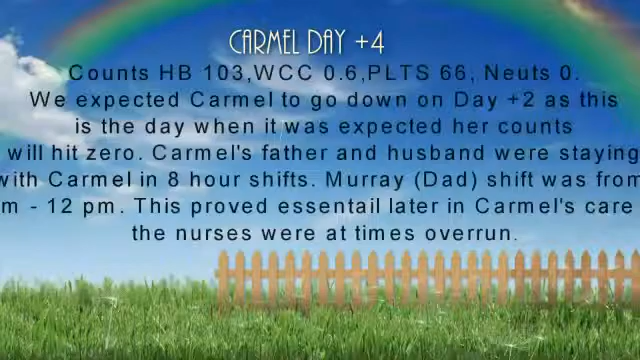 CARMEL DAY +4
Counts HB 103,WCC 0.6,PLTS 66, Neuts 0.
We expected Carmel to go down on Day +2 as this
is the day when it was expected her counts
will hit zero. Carmel's father and husband were staying
with Carmel in 8 hour shifts. Murray (Dad) shift was from
m - 12 pm. This proved essentail later in Carmel's care
the nurses were at times overrun.